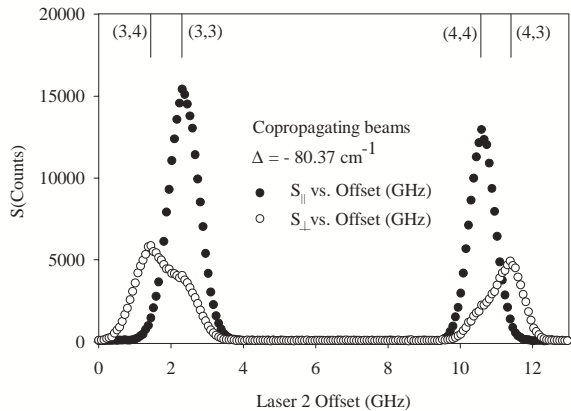 (3,4) (3,3) (4,4) (4,3)
20000
15000
10000
5000
0
S(Counts)
Copropagating beams
Δ = - 80.37 cm⁻¹
S∥ vs. Offset (GHz)
S⊥ vs. Offset (GHz)
0 2 4 6 8 10 12
Laser 2 Offset (GHz)